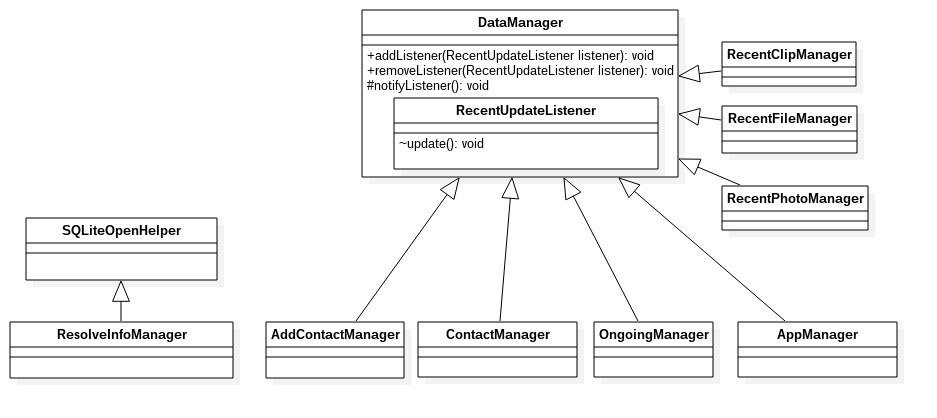 DataManager
+addListener(RecentUpdateListener listener): void
+removeListener(RecentUpdateListener listener): void
#notifyListener(): void
RecentUpdateListener
~update(): void
RecentClipManager
RecentFileManager
RecentPhotoManager
SQLiteOpenHelper
ResolveInfoManager
AddContactManager
ContactManager
OngoingManager
AppManager